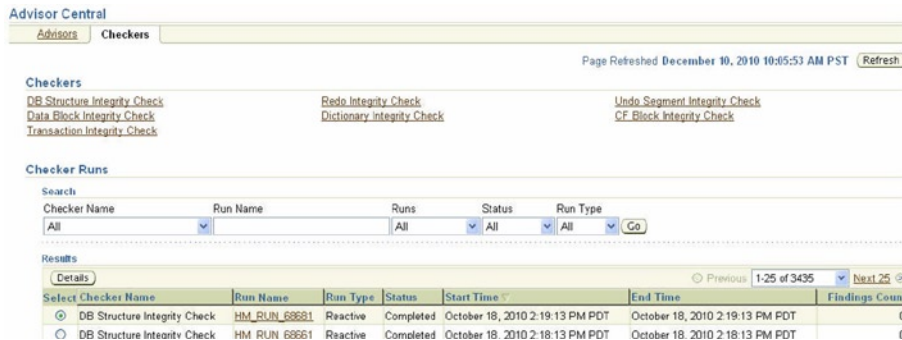 Advisor Central
Advisors Checkers
Page Refreshed December 10, 2010 10:05:53 AM PST Refresh
Checkers
DB Structure Integrity Check Redo Integrity Check Undo Segment Integrity Check
Data Block Integrity Check Dictionary Integrity Check CF Block Integrity Check
Transaction Integrity Check
Checker Runs
Search
Checker Name Run Name Runs Status Run Type
All All All All Go
Results
Details Previous 1-25 of 3435 Next 25
Select Checker Name Run Name Run Type Status Start Time End Time Findings Coun
DB Structure Integrity Check HM_RUN_68681 Reactive Completed October 18, 2010 2:19:13 PM PDT October 18, 2010 2:19:13 PM PDT 0
DB Structure Integrity Check HM_RUN_68661 Reactive Completed October 18, 2010 2:18:13 PM PDT October 18, 2010 2:18:13 PM PDT 0